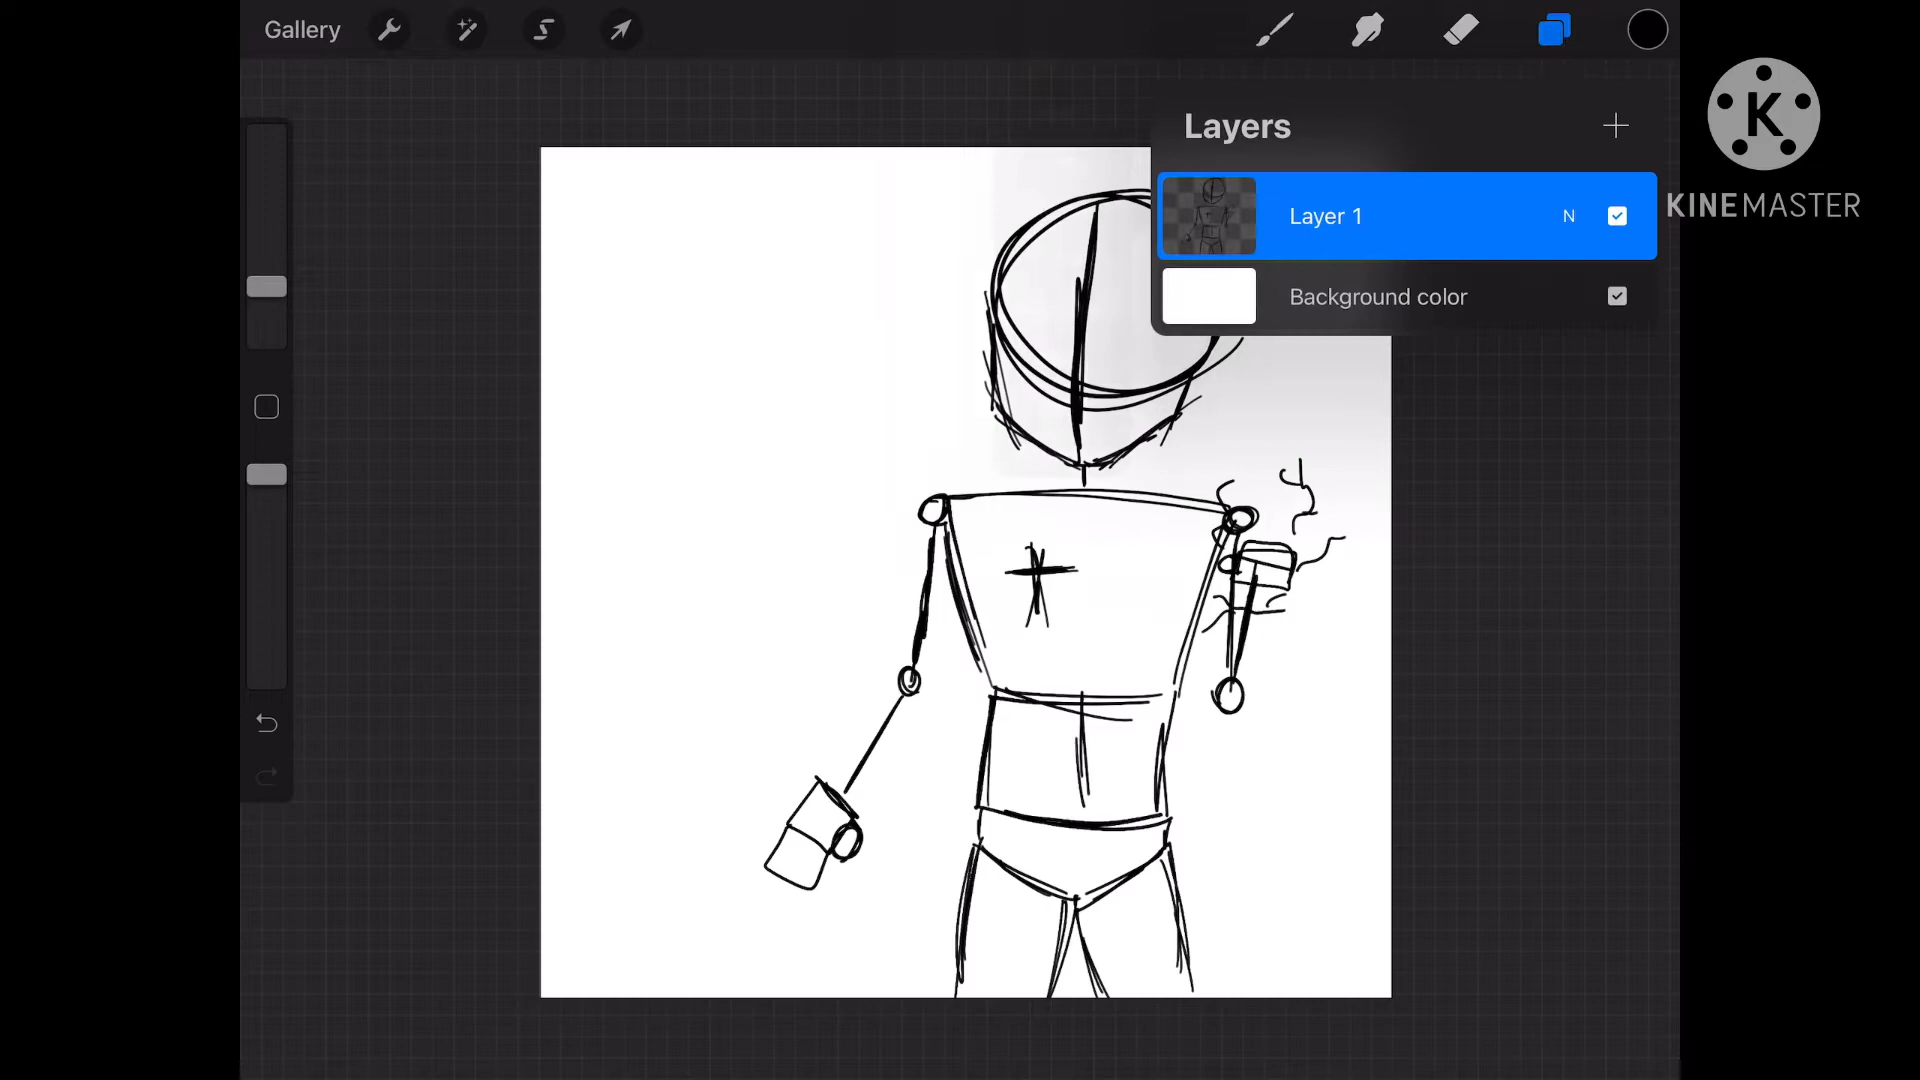 Gallery
Layers
Layer 1
N
Background color
K
KINEMASTER